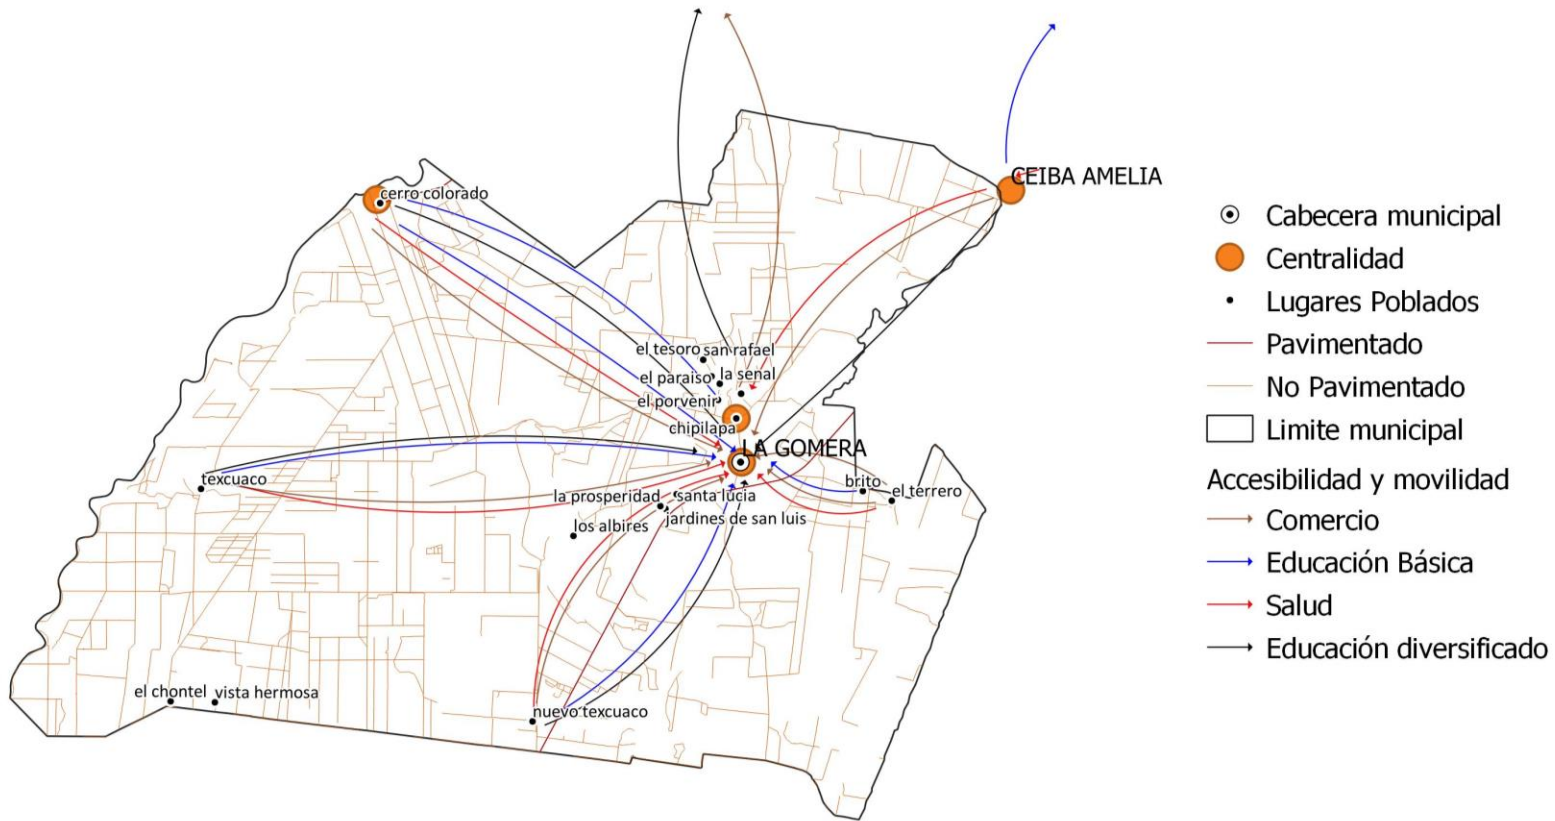 CEIBA AMELIA
cerro colorado
el tesoro
san rafael
el paraiso
la senal
el porvenir
chipilapa
LA GOMERA
texcuaco
la prosperidad
santa lucia
jardines de san luis
los albires
brito
el terrero
el chontel
vista hermosa
nuevo texcuaco
Cabecera municipal
Centralidad
Lugares Poblados
Pavimentado
No Pavimentado
Limite municipal
Accesibilidad y movilidad
Comercio
Educación Básica
Salud
Educación diversificado